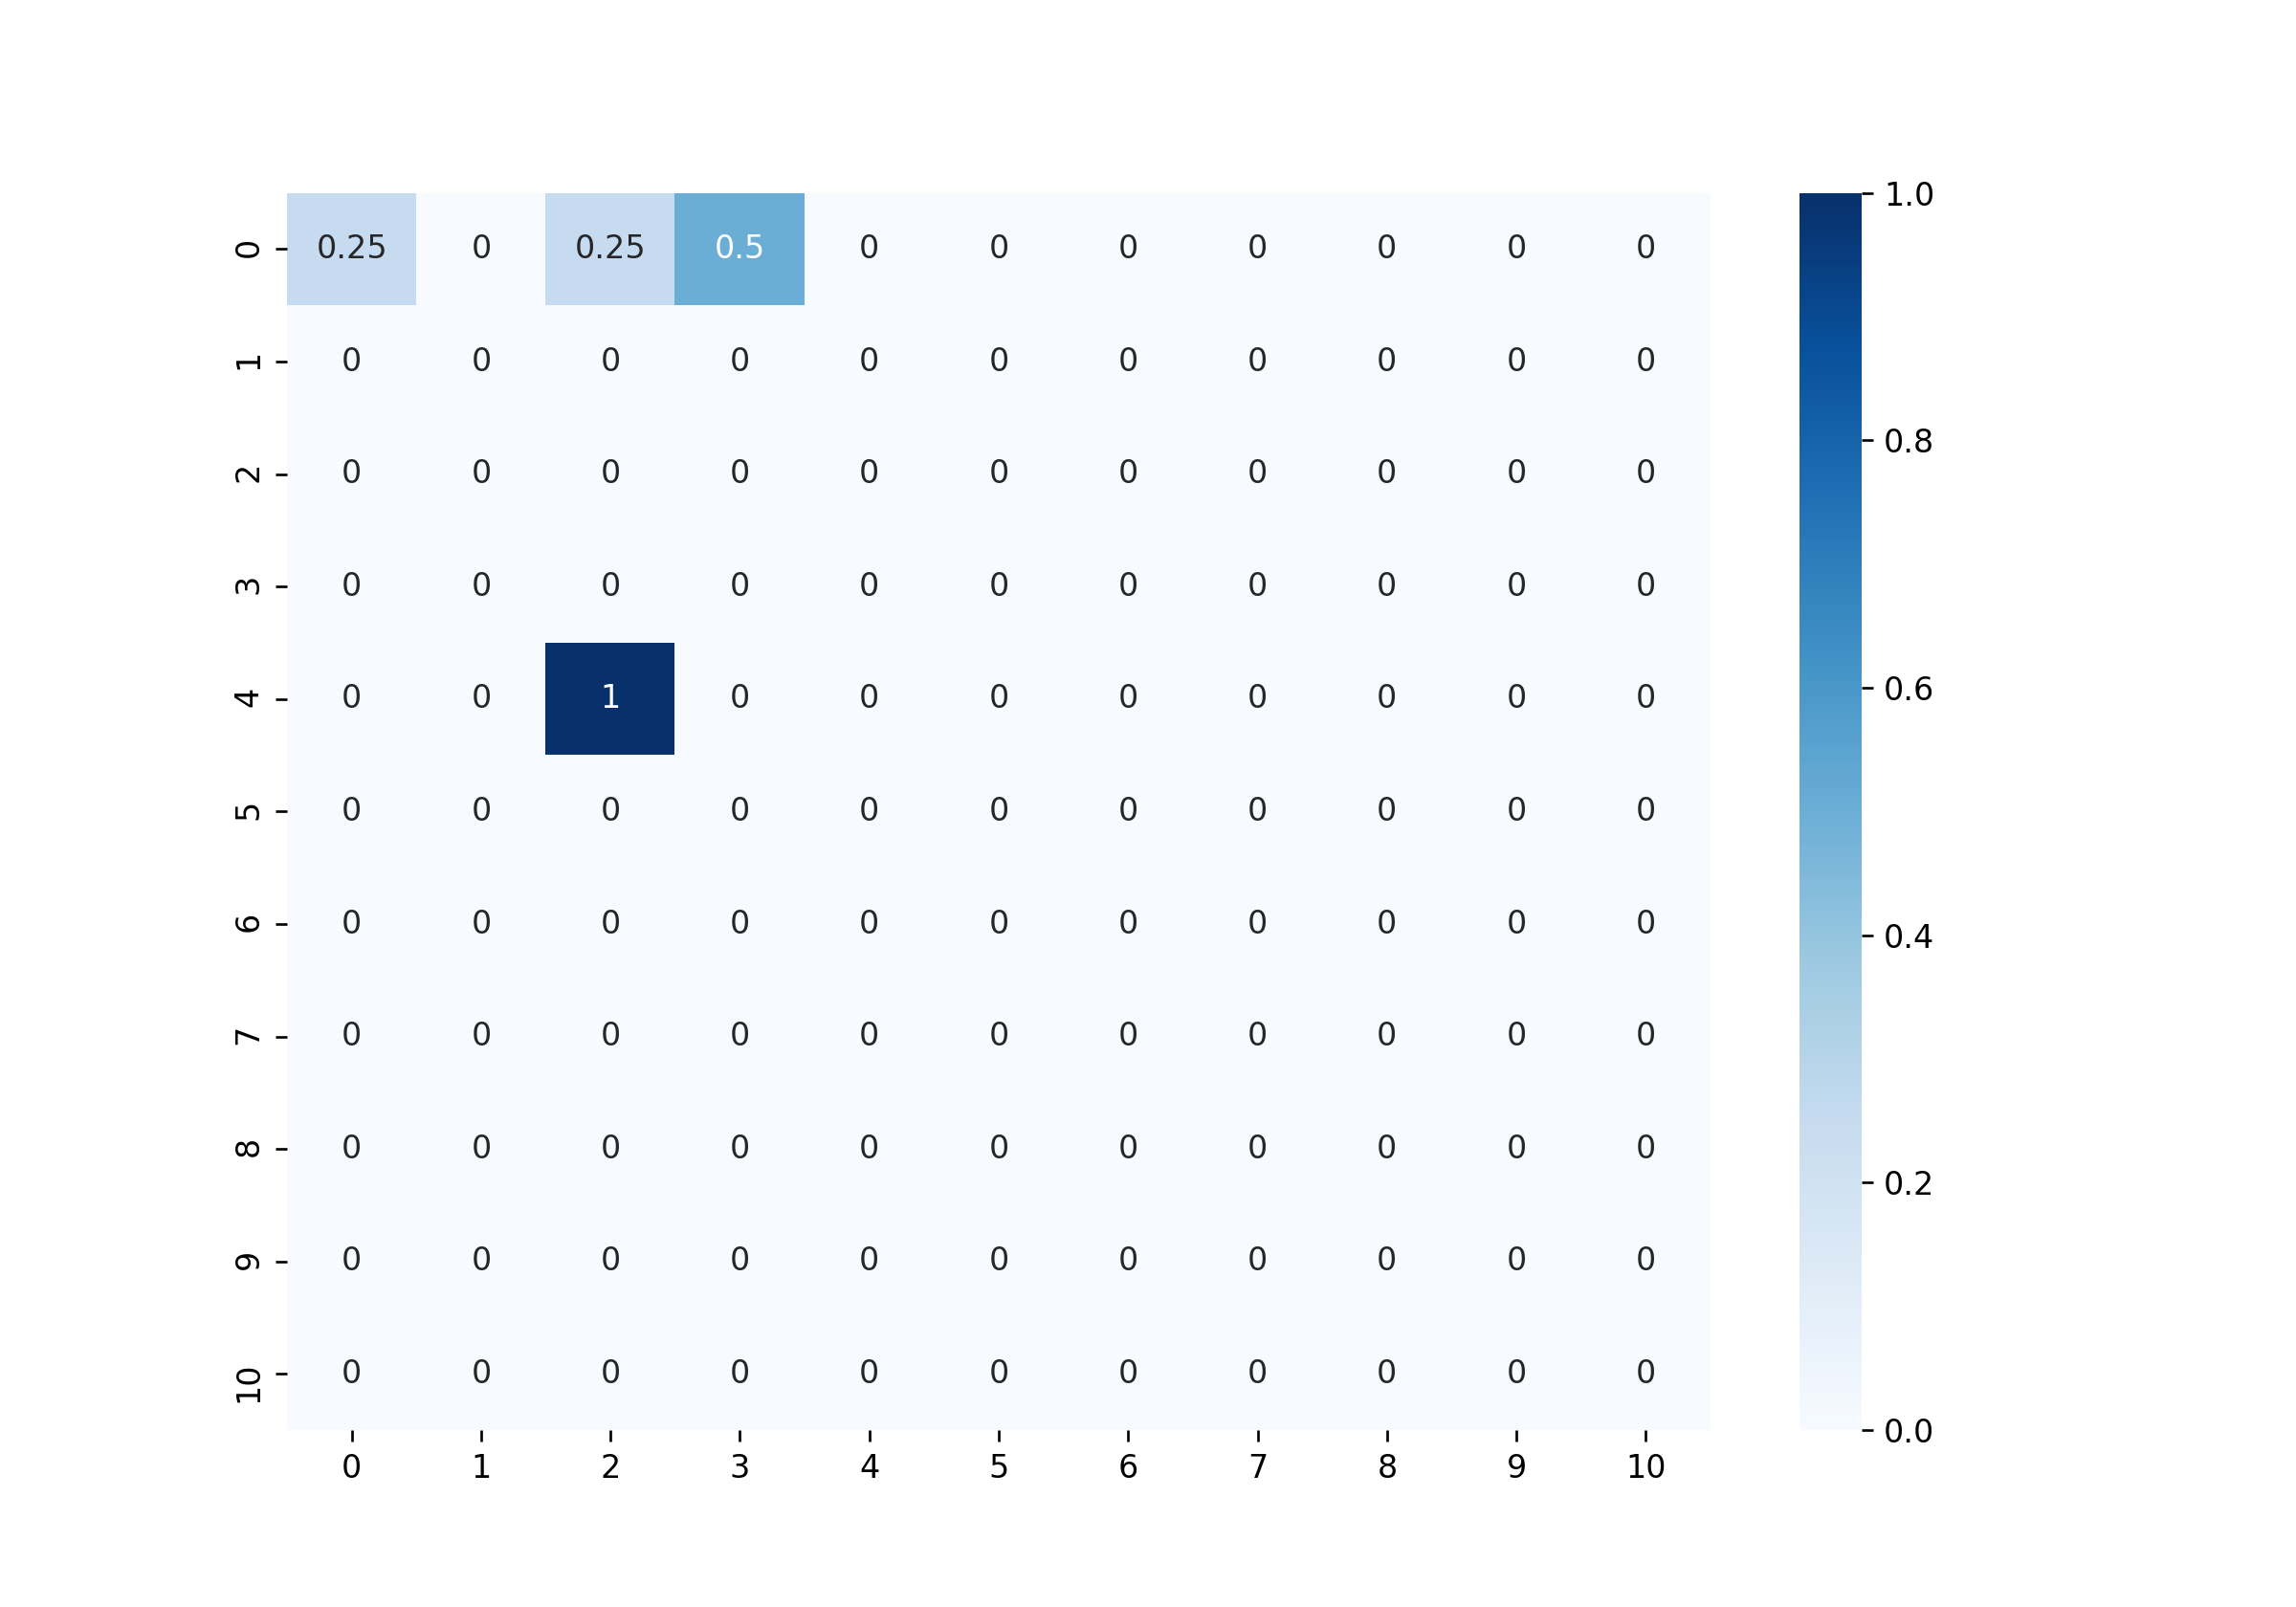 1.0
0 0.25 0 0.25 0.5 0 0 0 0 0 0 0
1 0 0 0 0 0 0 0 0 0 0 0
0.8
2 0 0 0 0 0 0 0 0 0 0 0
3 0 0 0 0 0 0 0 0 0 0 0
0.6
4 0 0 1 0 0 0 0 0 0 0 0
5 0 0 0 0 0 0 0 0 0 0 0
6 0 0 0 0 0 0 0 0 0 0 0
0.4
7 0 0 0 0 0 0 0 0 0 0 0
8 0 0 0 0 0 0 0 0 0 0 0
0.2
9 0 0 0 0 0 0 0 0 0 0 0
10 0 0 0 0 0 0 0 0 0 0 0
0.0
0 1 2 3 4 5 6 7 8 9 10